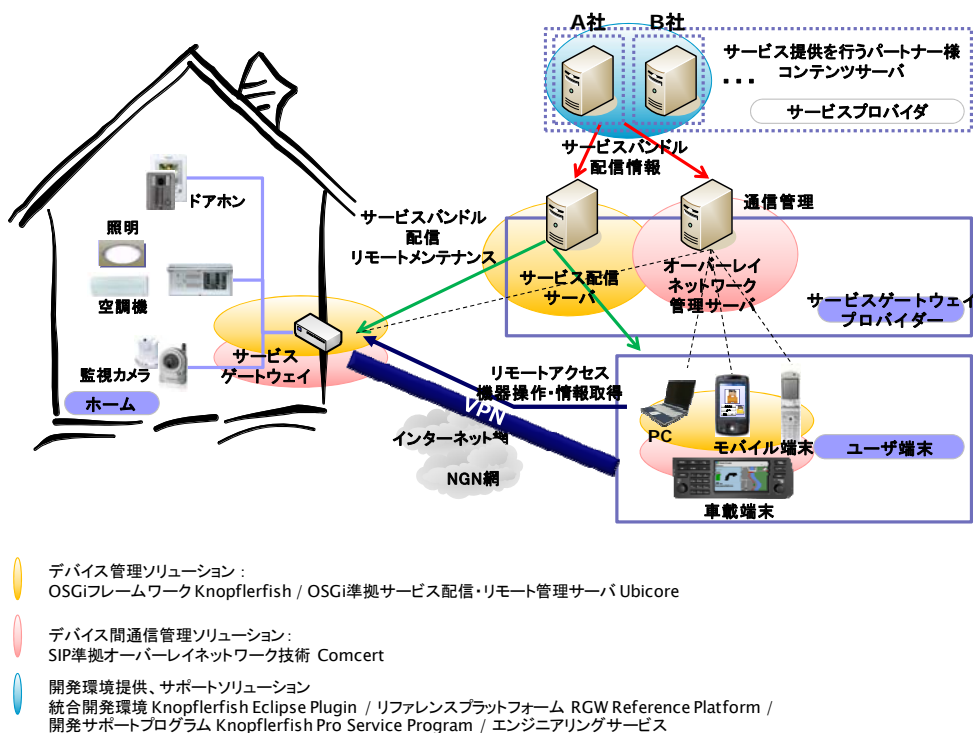 A社
B社
サービス提供を行うパートナー様
コンテンツサーバ
...
サービスプロバイダ
サービスバンドル
配信情報
通信管理
ドアホン
照明
空調機
監視カメラ
ホーム
サービスバンドル
配信
リモートメンテナンス
サービス配信
サーバ
オーバーレイ
ネットワーク
管理サーバ
サービスゲートウェイ
プロバイダー
サービス
ゲートウェイ
リモートアクセス
機器操作・情報取得
VPN
インターネット網
NGN網
PC
モバイル端末
ユーザ端末
車載端末
デバイス管理ソリューション：
OSGiフレームワーク Knopflerfish / OSGi準拠サービス配信・リモート管理サーバ Ubicore
デバイス間通信管理ソリューション：
SIP準拠オーバーレイネットワーク技術 Comcert
開発環境提供、サポートソリューション
統合開発環境 Knopflerfish Eclipse Plugin / リファレンスプラットフォーム RGW Reference Platform /
開発サポートプログラム Knopflerfish Pro Service Program / エンジニアリングサービス